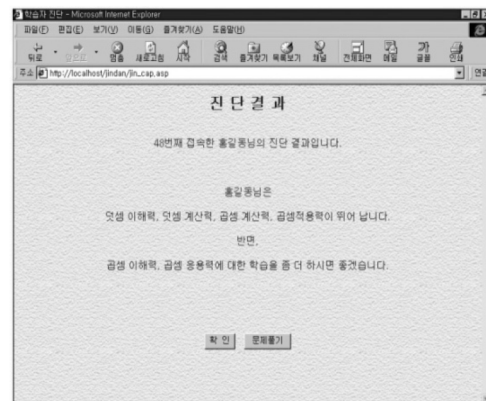 학습자 진단 - Microsoft Internet Explorer
파일(F) 편집(E) 보기(V) 이동(G) 즐겨찾기(A) 도움말(H)
뒤로 멈춤 새로고침 시작 검색 즐겨찾기 목록보기 채널 전체화면 메일 글꼴 인쇄
주소 http://localhost/jindan/jin_cap.asp 연결
진 단 결 과
48번째 접속한 홍길동님의 진단 결과입니다.
홍길동님은
덧셈 이해력, 덧셈 계산력, 곱셈 계산력, 곱셈적용력이 뛰어 납니다.
반면,
곱셈 이해력, 곱셈 응용력에 대한 학습을 좀 더 하시면 좋겠습니다.
확 인 문제풀기